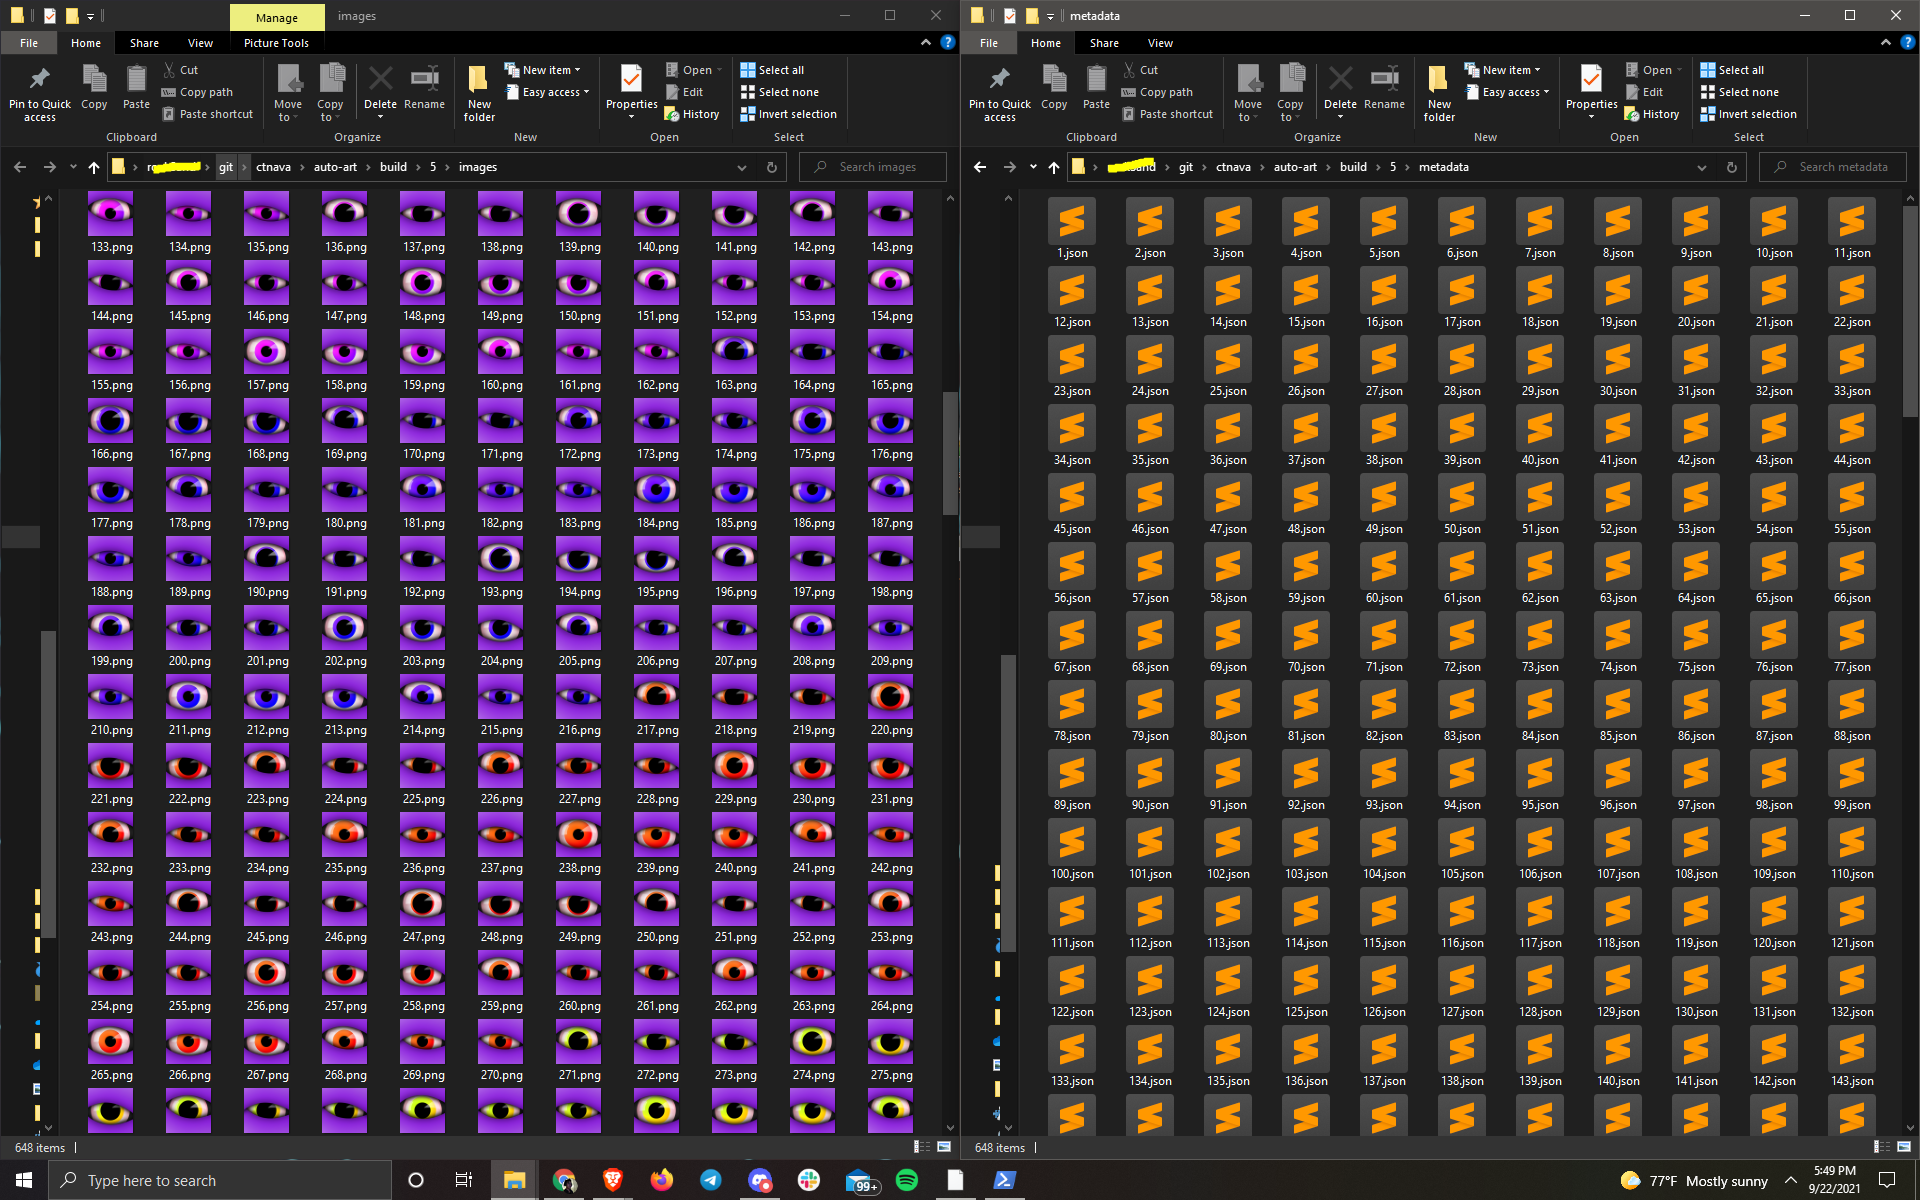 Manage
images
File
Home
Share
View
Picture Tools
Pin to Quick access
Copy
Paste
Cut
Copy path
Paste shortcut
Clipboard
Move to
Copy to
Delete
Rename
Organize
New folder
New item
Easy access
New
Properties
Open
Edit
History
Open
Select all
Select none
Invert selection
Select
git
ctnava
auto-art
build
5
images
Search images
133.png 134.png 135.png 136.png 137.png 138.png 139.png 140.png 141.png 142.png 143.png
144.png 145.png 146.png 147.png 148.png 149.png 150.png 151.png 152.png 153.png 154.png
155.png 156.png 157.png 158.png 159.png 160.png 161.png 162.png 163.png 164.png 165.png
166.png 167.png 168.png 169.png 170.png 171.png 172.png 173.png 174.png 175.png 176.png
177.png 178.png 179.png 180.png 181.png 182.png 183.png 184.png 185.png 186.png 187.png
188.png 189.png 190.png 191.png 192.png 193.png 194.png 195.png 196.png 197.png 198.png
199.png 200.png 201.png 202.png 203.png 204.png 205.png 206.png 207.png 208.png 209.png
210.png 211.png 212.png 213.png 214.png 215.png 216.png 217.png 218.png 219.png 220.png
221.png 222.png 223.png 224.png 225.png 226.png 227.png 228.png 229.png 230.png 231.png
232.png 233.png 234.png 235.png 236.png 237.png 238.png 239.png 240.png 241.png 242.png
243.png 244.png 245.png 246.png 247.png 248.png 249.png 250.png 251.png 252.png 253.png
254.png 255.png 256.png 257.png 258.png 259.png 260.png 261.png 262.png 263.png 264.png
265.png 266.png 267.png 268.png 269.png 270.png 271.png 272.png 273.png 274.png 275.png
648 items
metadata
File
Home
Share
View
Pin to Quick access
Copy
Paste
Cut
Copy path
Paste shortcut
Clipboard
Move to
Copy to
Delete
Rename
Organize
New folder
New item
Easy access
New
Properties
Open
Edit
History
Open
Select all
Select none
Invert selection
Select
git
ctnava
auto-art
build
5
metadata
Search metadata
1.json 2.json 3.json 4.json 5.json 6.json 7.json 8.json 9.json 10.json 11.json
12.json 13.json 14.json 15.json 16.json 17.json 18.json 19.json 20.json 21.json 22.json
23.json 24.json 25.json 26.json 27.json 28.json 29.json 30.json 31.json 32.json 33.json
34.json 35.json 36.json 37.json 38.json 39.json 40.json 41.json 42.json 43.json 44.json
45.json 46.json 47.json 48.json 49.json 50.json 51.json 52.json 53.json 54.json 55.json
56.json 57.json 58.json 59.json 60.json 61.json 62.json 63.json 64.json 65.json 66.json
67.json 68.json 69.json 70.json 71.json 72.json 73.json 74.json 75.json 76.json 77.json
78.json 79.json 80.json 81.json 82.json 83.json 84.json 85.json 86.json 87.json 88.json
89.json 90.json 91.json 92.json 93.json 94.json 95.json 96.json 97.json 98.json 99.json
100.json 101.json 102.json 103.json 104.json 105.json 106.json 107.json 108.json 109.json 110.json
111.json 112.json 113.json 114.json 115.json 116.json 117.json 118.json 119.json 120.json 121.json
122.json 123.json 124.json 125.json 126.json 127.json 128.json 129.json 130.json 131.json 132.json
133.json 134.json 135.json 136.json 137.json 138.json 139.json 140.json 141.json 142.json 143.json
648 items
Type here to search
99+
77°F Mostly sunny
5:49 PM
9/22/2021